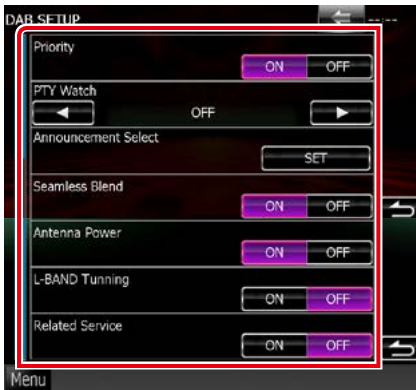 DAB SETUP --:--
Priority
ON OFF
PTY Watch
OFF
Announcement Select
SET
Seamless Blend
ON OFF
Antenna Power
ON OFF
L-BAND Tunning
ON OFF
Related Service
ON OFF
Menu